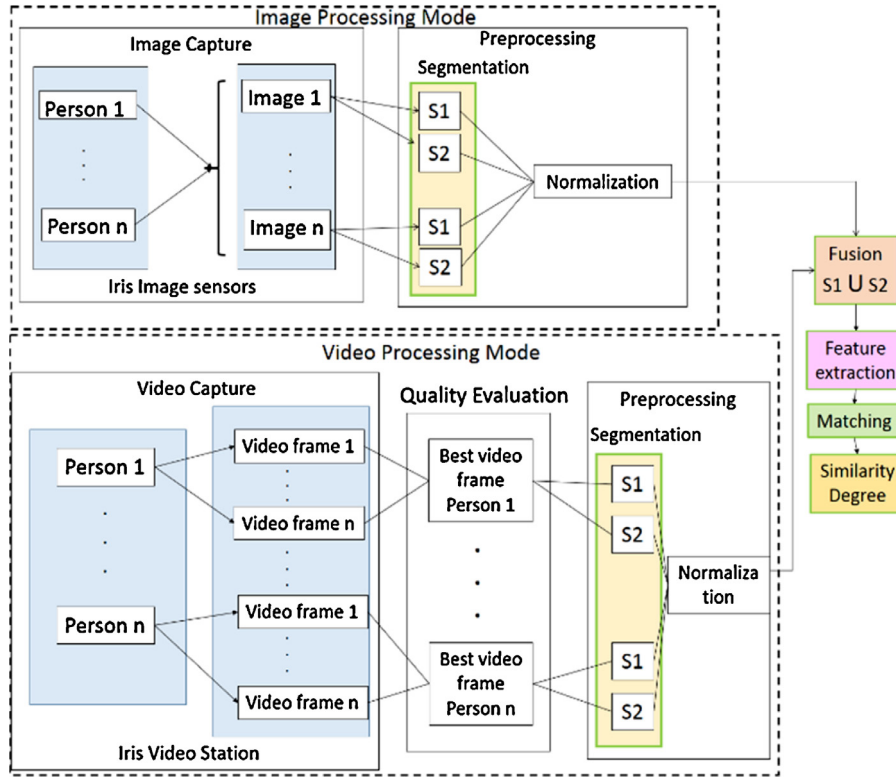 Image Processing Mode
Image Capture
Person 1
Person n
Image 1
Image n
Iris Image sensors
Preprocessing
Segmentation
S1
S2
S1
S2
Normalization
Fusion
S1 U S2
Feature
extraction
Matching
Similarity
Degree
Video Processing Mode
Video Capture
Person 1
Person n
Video frame 1
Video frame n
Video frame 1
Video frame n
Iris Video Station
Quality Evaluation
Best video
frame
Person 1
Best video
frame
Person n
Preprocessing
Segmentation
S1
S2
S1
S2
Normaliza
tion